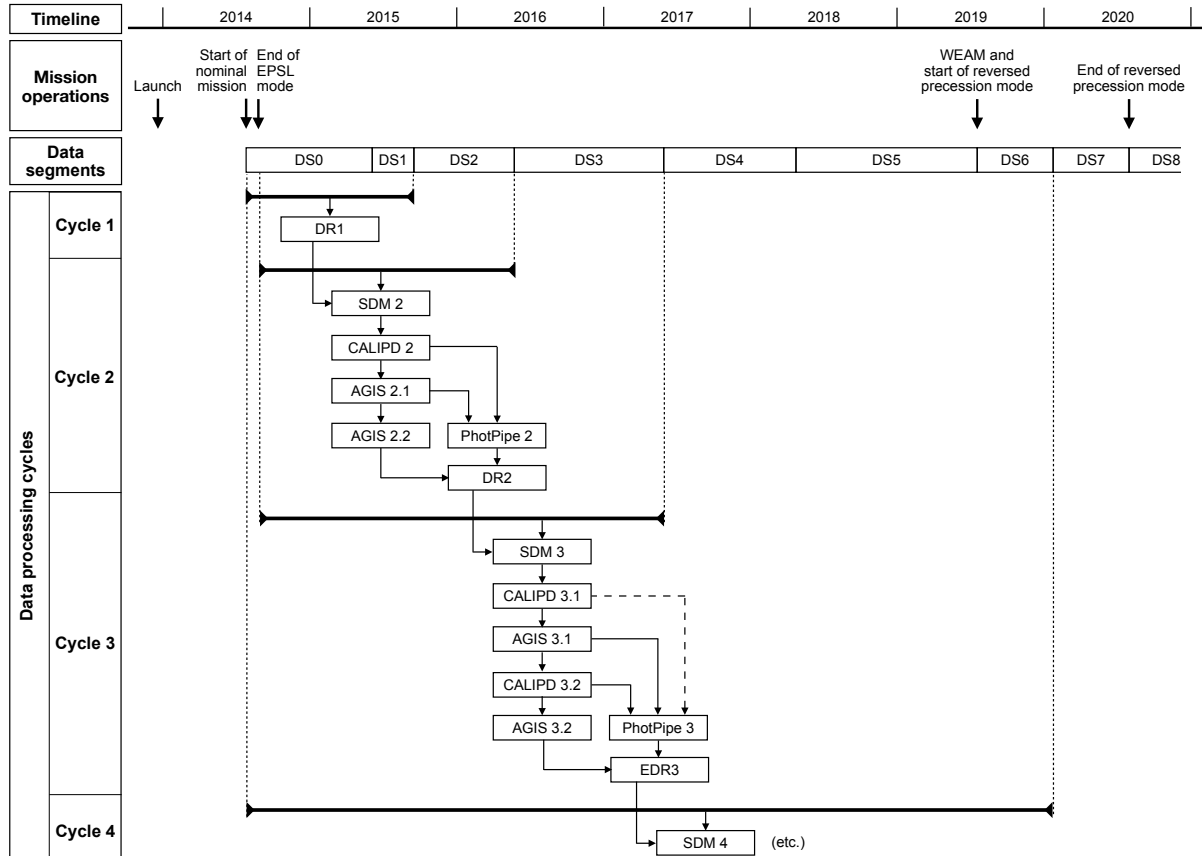 Timeline
2014
2015
2016
2017
2018
2019
2020
Mission
operations
Launch
Start of
nominal
mission
End of
EPSL
mode
WEAM and
start of reversed
precession mode
End of reversed
precession mode
Data
segments
DS0
DS1
DS2
DS3
DS4
DS5
DS6
DS7
DS8
Data processing cycles
Cycle 1
DR1
Cycle 2
SDM 2
CALIPD 2
AGIS 2.1
AGIS 2.2
PhotPipe 2
DR2
Cycle 3
SDM 3
CALIPD 3.1
AGIS 3.1
CALIPD 3.2
AGIS 3.2
PhotPipe 3
EDR3
Cycle 4
SDM 4
(etc.)